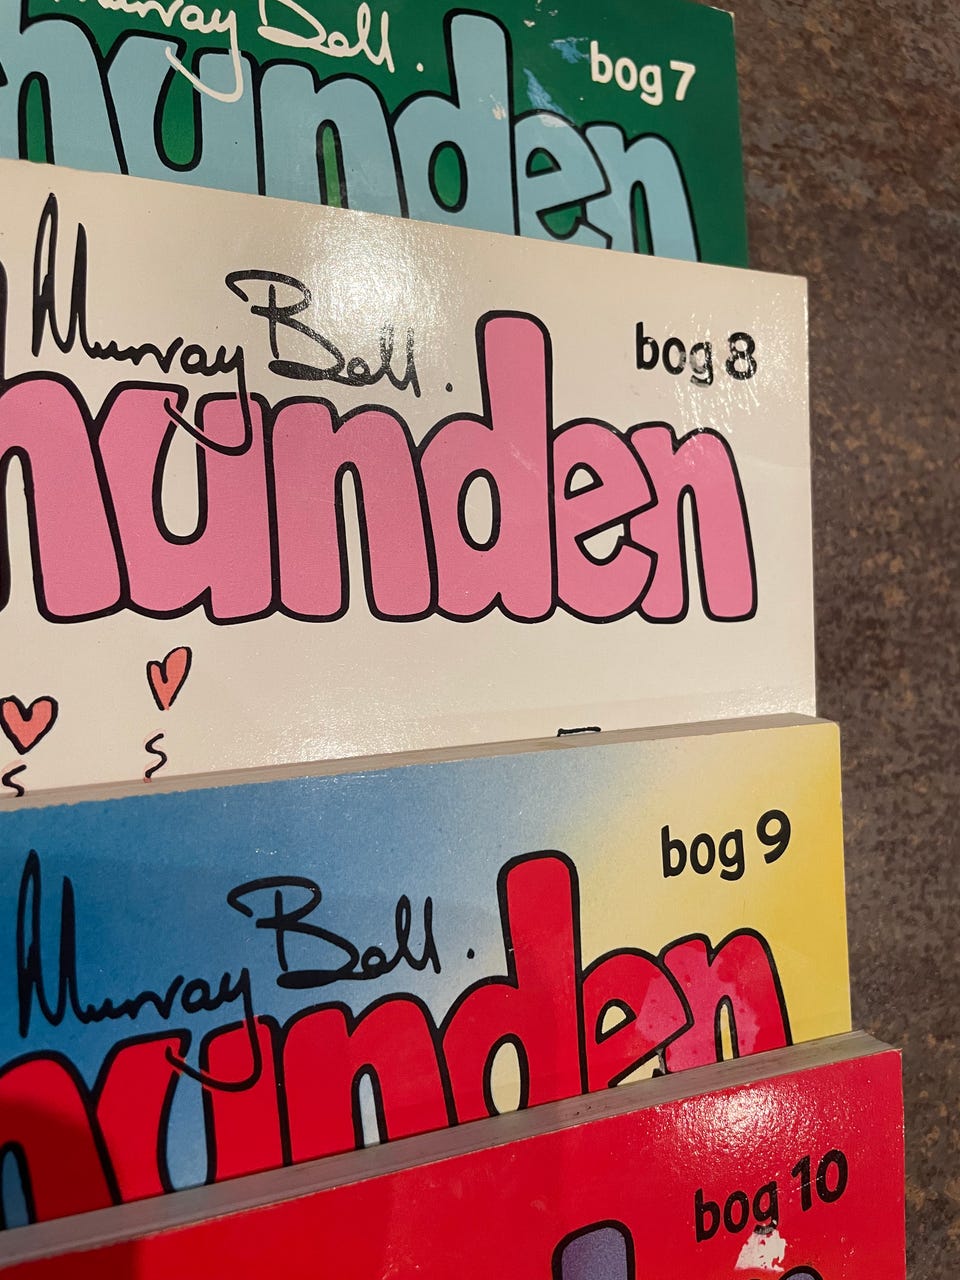 Murray Ball.
bog 7
hunden
Murray Ball.
bog 8
hunden
Murray Ball.
bog 9
hunden
bog 10